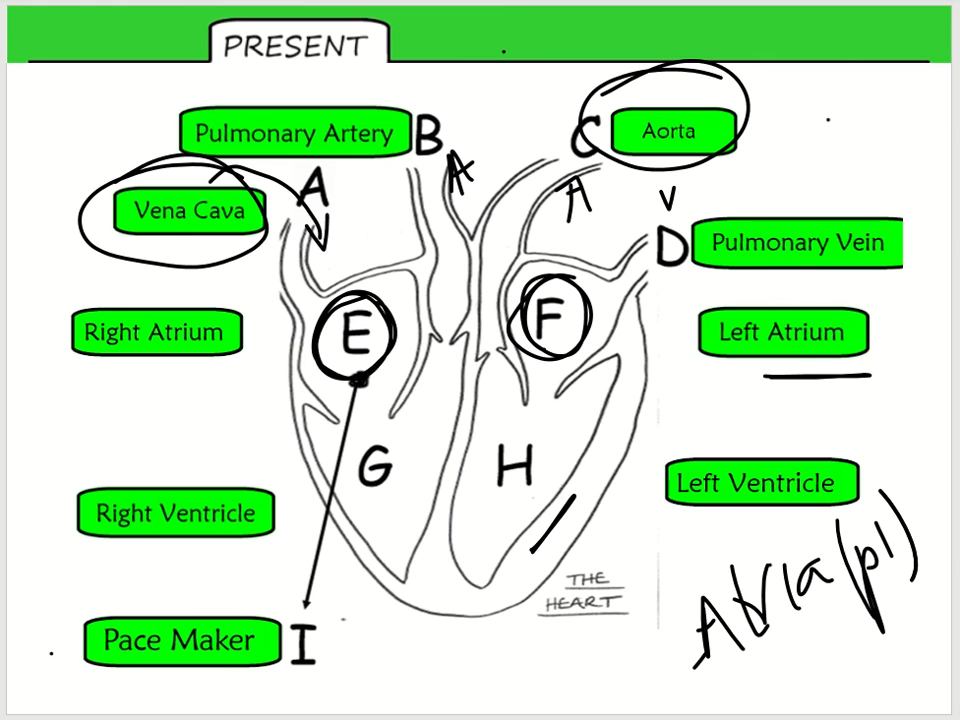 PRESENT
Pulmonary Artery B
C Aorta
A
A
A
V
Vena Cava
D Pulmonary Vein
Right Atrium
E
F
Left Atrium
G
H
Left Ventricle
Right Ventricle
Atria (pl)
THE
HEART
Pace Maker I